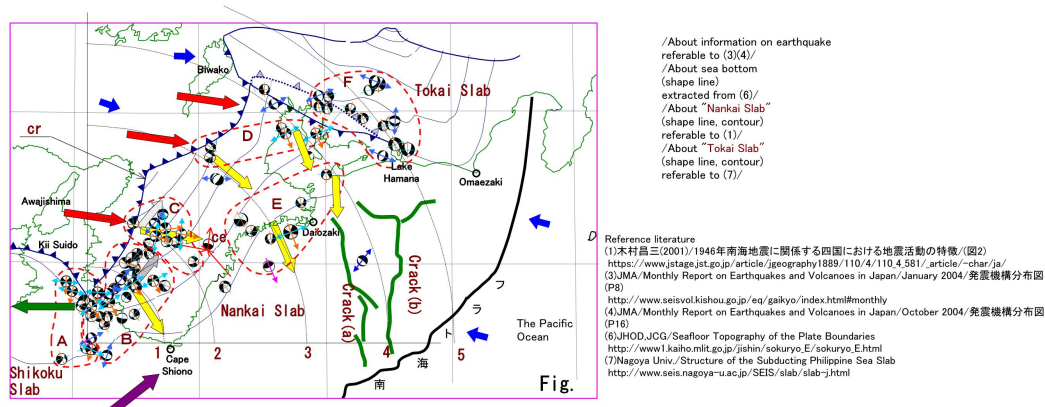 Biwako
F
Tokai Slab
cr
D
Lake
Hamana
Omaezaki
Awajishima
C
E
Daiozaki
ce
Kii Suido
Nankai Slab
Crack(a)
Crack(b)
フ
ラ
ト
海
南
D
A
B
1
2
3
4
5
The Pacific
Ocean
Cape
Shiono
Shikoku
Slab
Fig.
/About information on earthquake
referable to (3)(4)/
/About sea bottom
(shape line)
extracted from (6)/
/About "Nankai Slab"
(shape line, contour)
referable to (1)/
/About "Tokai Slab"
(shape line, contour)
referable to (7)/
Reference literature
(1)木村昌三(2001)/1946年南海地震に関係する四国における地震活動の特徴/(図2)
https://www.jstage.jst.go.jp/article/jgeography1889/110/4/110_4_581/_article/-char/ja/
(3)JMA/Monthly Report on Earthquakes and Volcanoes in Japan/January 2004/発震機構分布図
(P8)
http://www.seisvol.kishou.go.jp/eq/gaikyo/index.html#monthly
(4)JMA/Monthly Report on Earthquakes and Volcanoes in Japan/October 2004/発震機構分布図
(P16)
(6)JHOD,JCG/Seafloor Topography of the Plate Boundaries
http://www1.kaiho.mlit.go.jp/jishin/sokuryo_E/sokuryo_E.html
(7)Nagoya Univ./Structure of the Subducting Philippine Sea Slab
http://www.seis.nagoya-u.ac.jp/SEIS/slab/slab-j.html